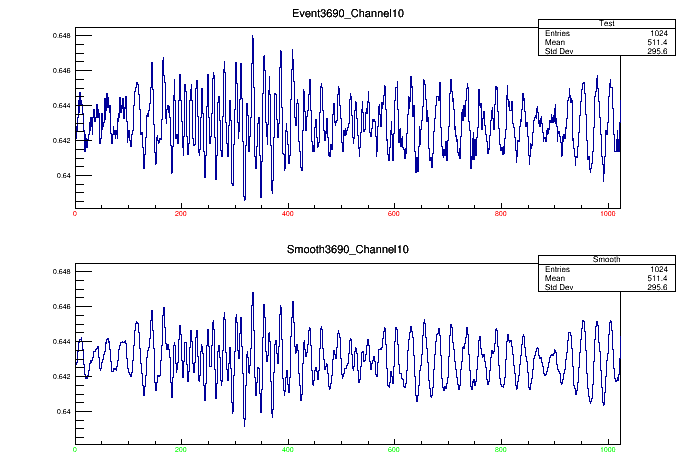 Event3690_Channel10
Test
Entries 1024
Mean 511.4
Std Dev 295.6
0.648
0.646
0.644
0.642
0.64
0 200 400 600 800 1000
Smooth3690_Channel10
Smooth
Entries 1024
Mean 511.4
Std Dev 295.6
0.648
0.646
0.644
0.642
0.64
0 200 400 600 800 1000